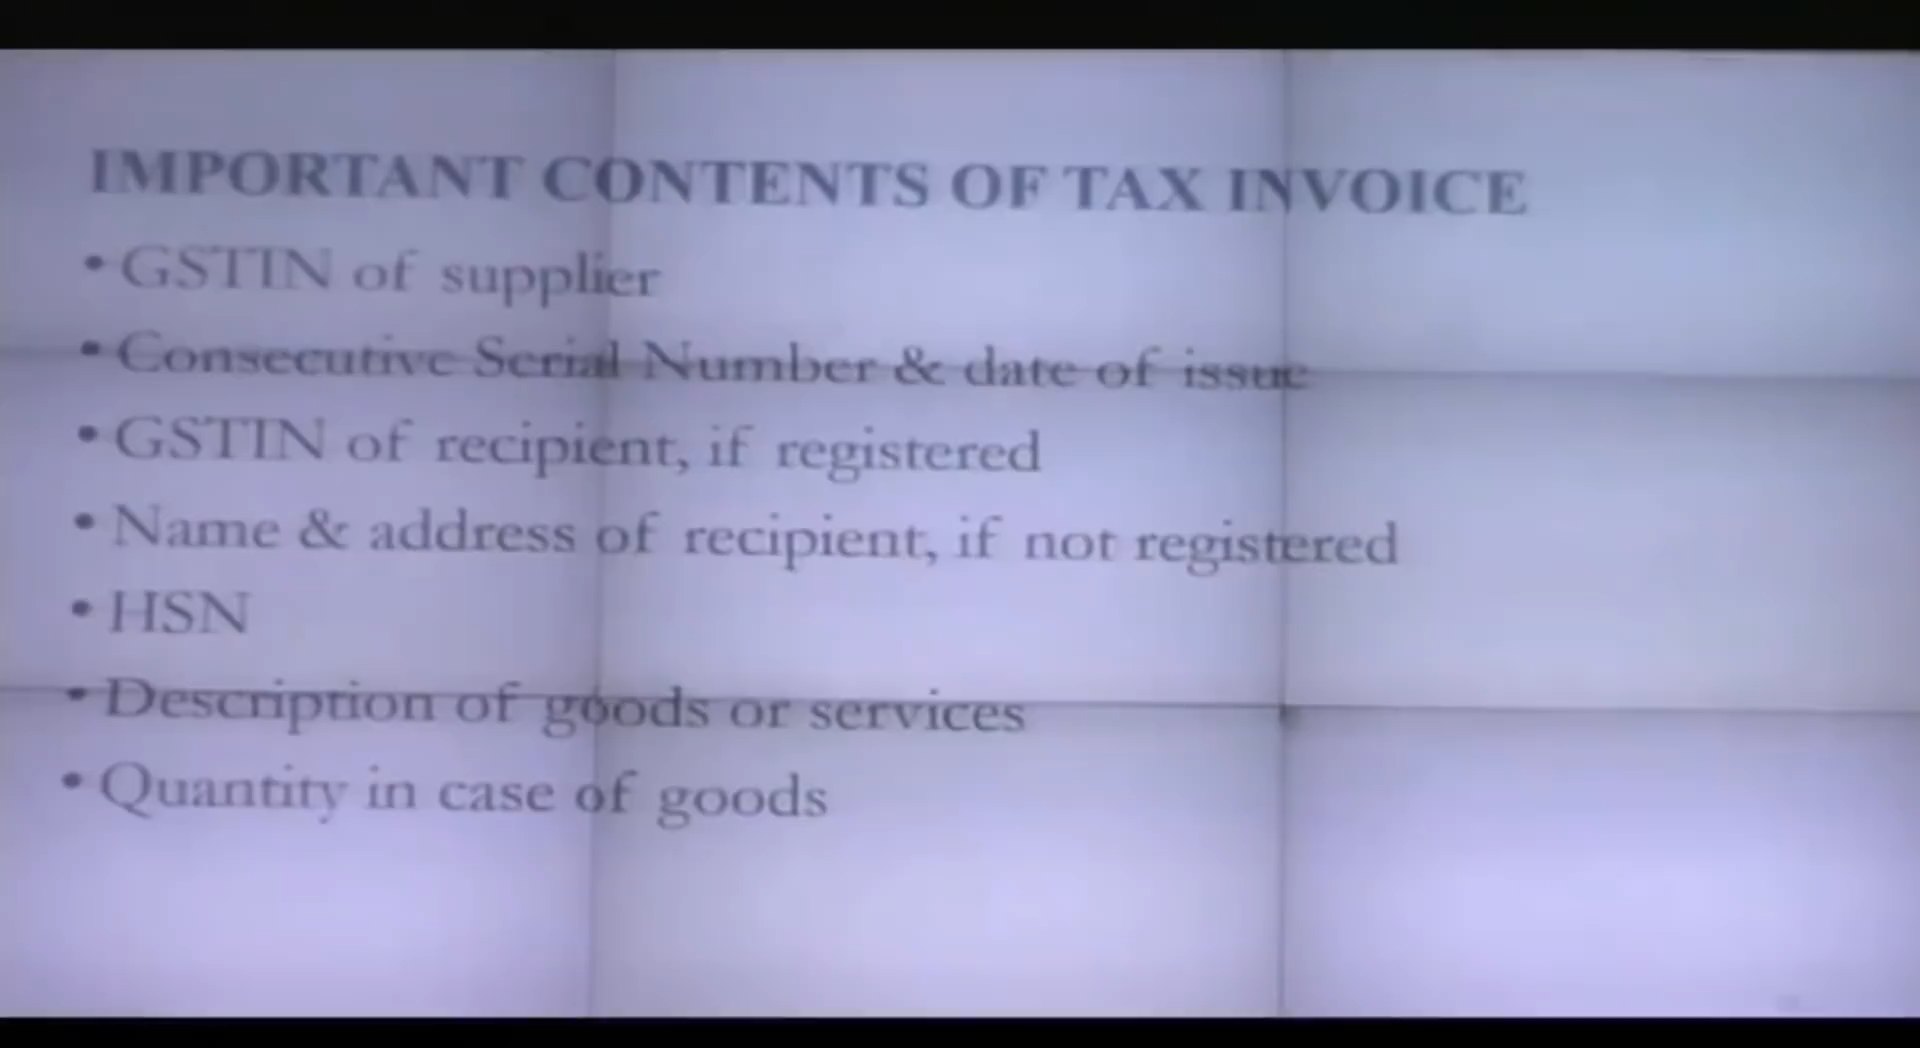 IMPORTANT CONTENTS OF TAX INVOICE
• GSTIN of supplier
• Consecutive Serial Number & date of issue
• GSTIN of recipient, if registered
• Name & address of recipient, if not registered
• HSN
• Description of goods or services
• Quantity in case of goods